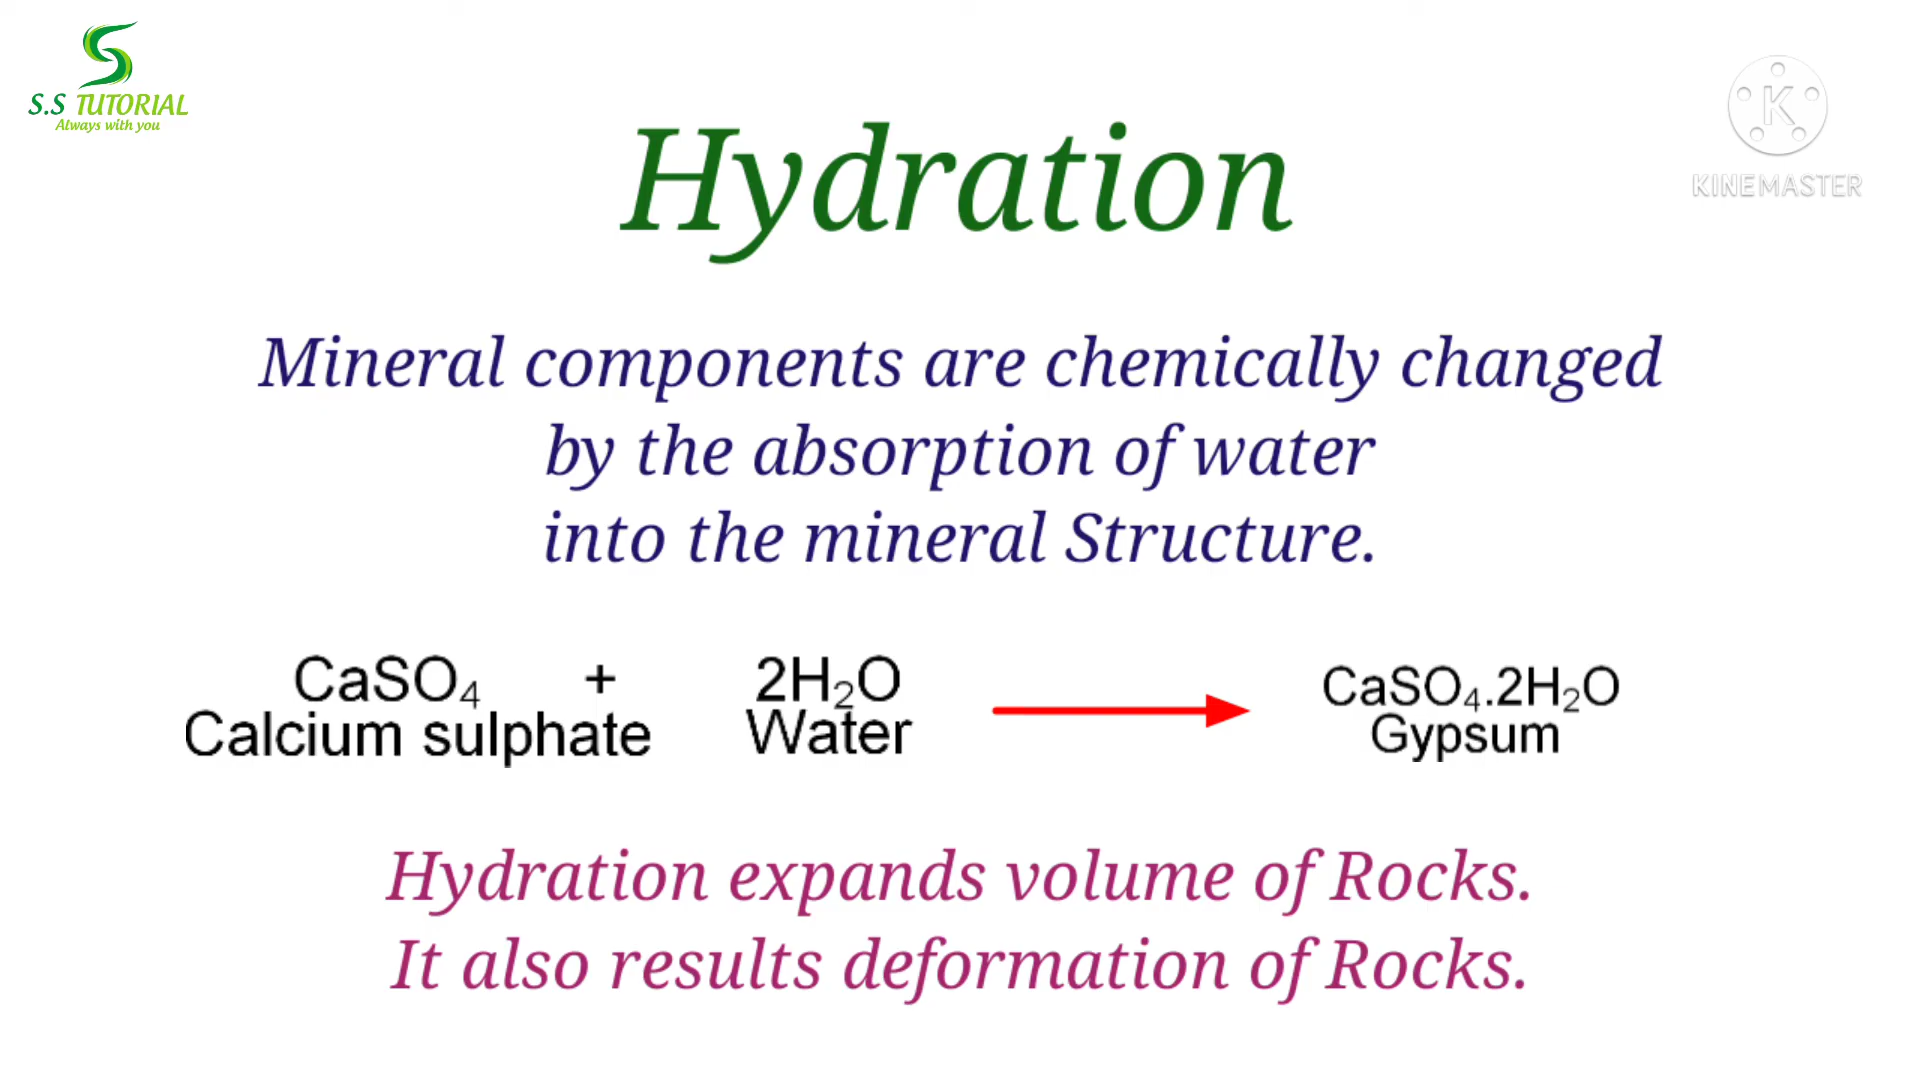 S.S TUTORIAL
Always with you
KINEMASTER
Hydration
Mineral components are chemically changed
by the absorption of water
into the mineral Structure.
CaSO₄ + 2H₂O CaSO₄.2H₂O
Calcium sulphate Water Gypsum
Hydration expands volume of Rocks.
It also results deformation of Rocks.